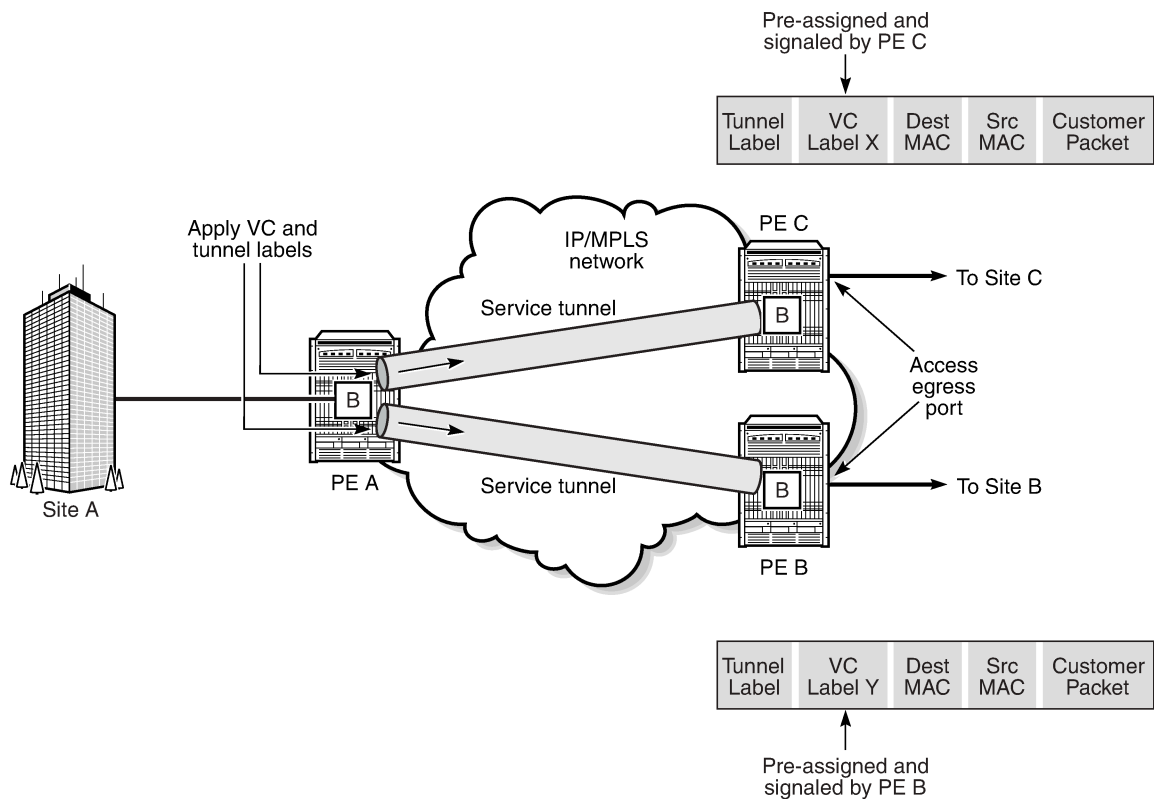 Pre-assigned and
signaled by PE C
Tunnel
Label
VC
Label X
Dest
MAC
Src
MAC
Customer
Packet
Apply VC and
tunnel labels
IP/MPLS
network
PE C
Service tunnel
To Site C
B
Access
egress
port
B
PE A
Service tunnel
B
To Site B
Site A
PE B
Tunnel
Label
VC
Label Y
Dest
MAC
Src
MAC
Customer
Packet
Pre-assigned and
signaled by PE B